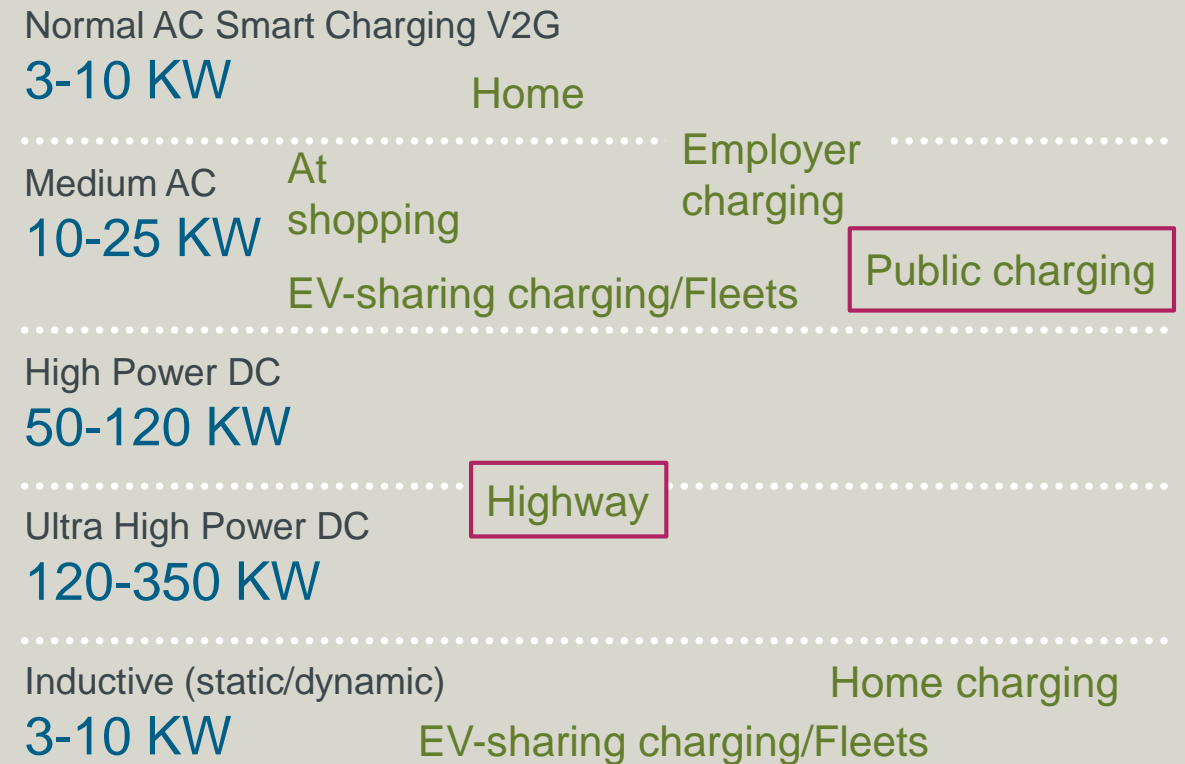 Normal AC Smart Charging V2G
3-10 KW
Home
Employer
charging
Medium AC
At
shopping
10-25 KW
Public charging
EV-sharing charging/Fleets
High Power DC
50-120 KW
Highway
Ultra High Power DC
120-350 KW
Inductive (static/dynamic)
Home charging
3-10 KW
EV-sharing charging/Fleets